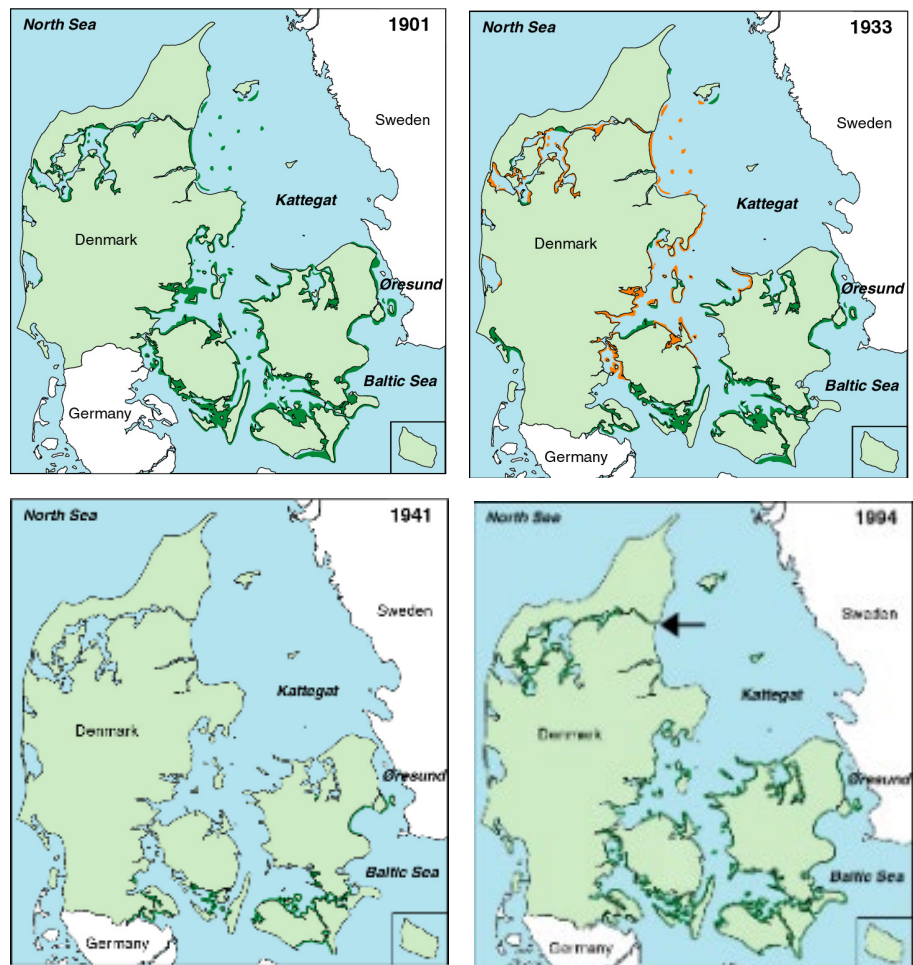 North Sea
1901
Sweden
Kattegat
Denmark
Øresund
Baltic Sea
Germany
North Sea
1933
Sweden
Kattegat
Denmark
Øresund
Baltic Sea
Germany
North Sea
1941
Sweden
Kattegat
Denmark
Øresund
Baltic Sea
Germany
North Sea
1994
Sweden
Kattegat
Denmark
Øresund
Baltic Sea
Germany